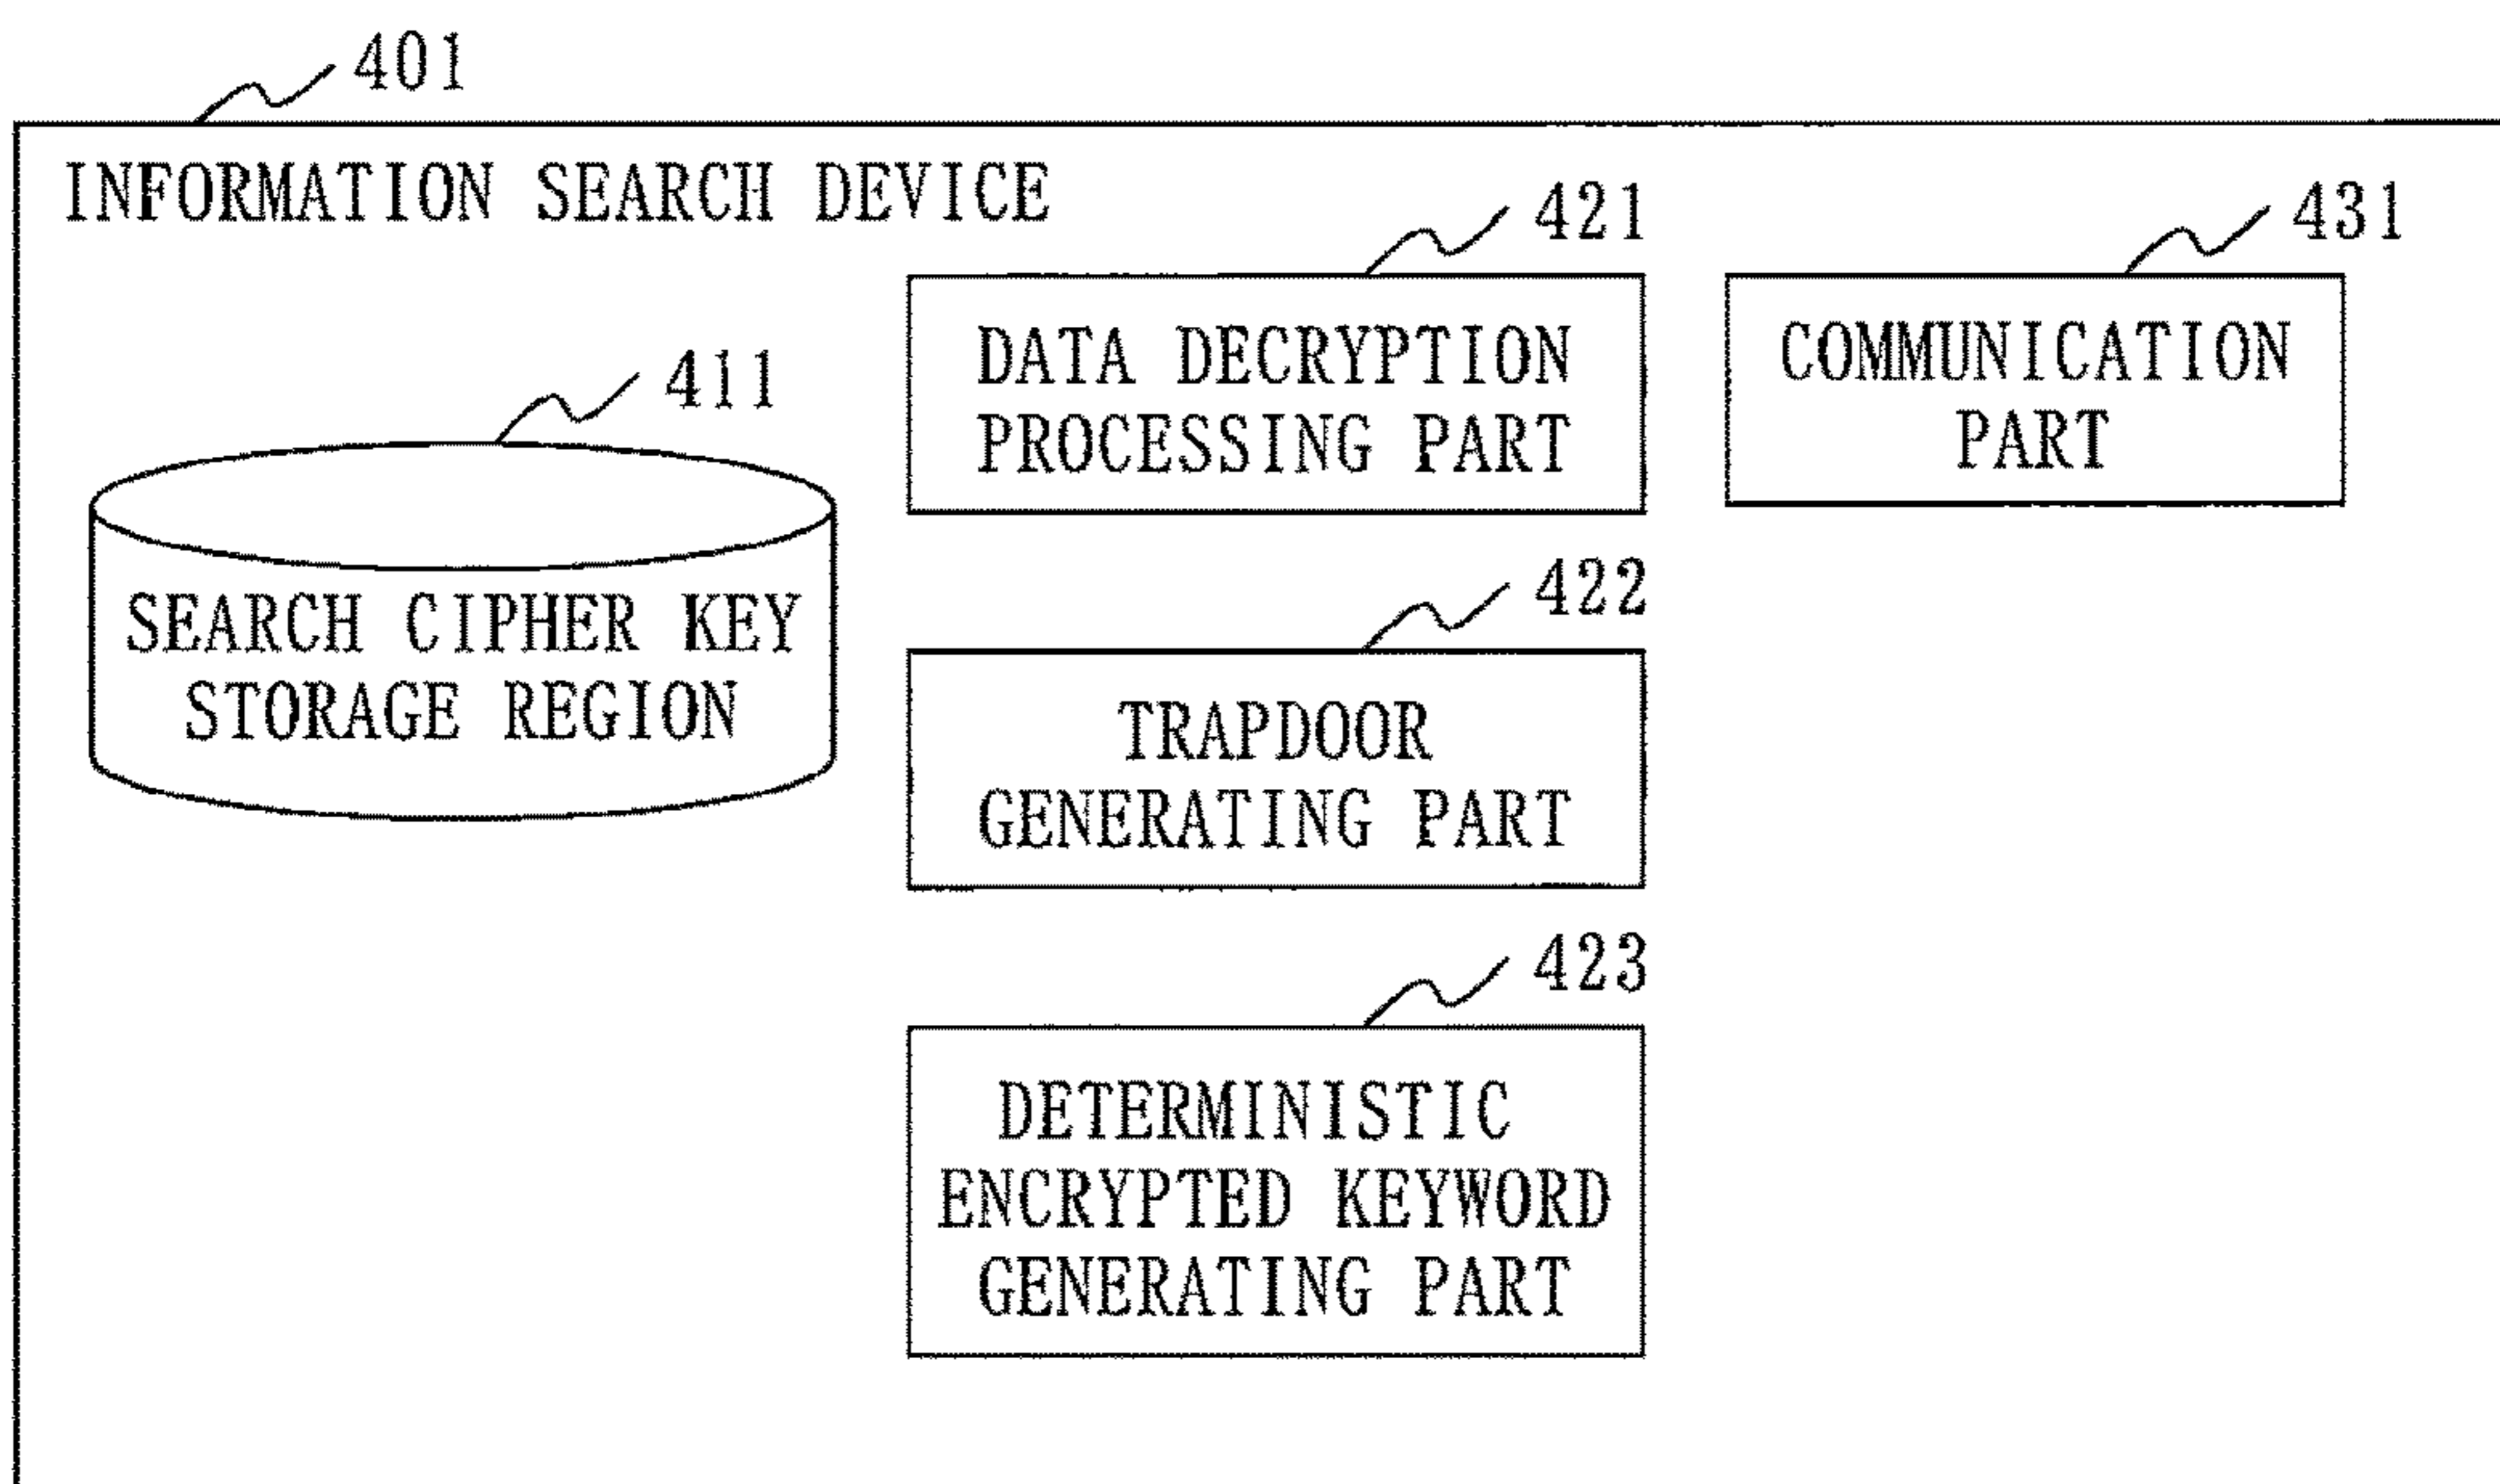 401
INFORMATION SEARCH DEVICE
421
431
DATA DECRYPTION
PROCESSING PART
COMMUNICATION
PART
411
SEARCH CIPHER KEY
STORAGE REGION
422
TRAPDOOR
GENERATING PART
423
DETERMINISTIC
ENCRYPTED KEYWORD
GENERATING PART